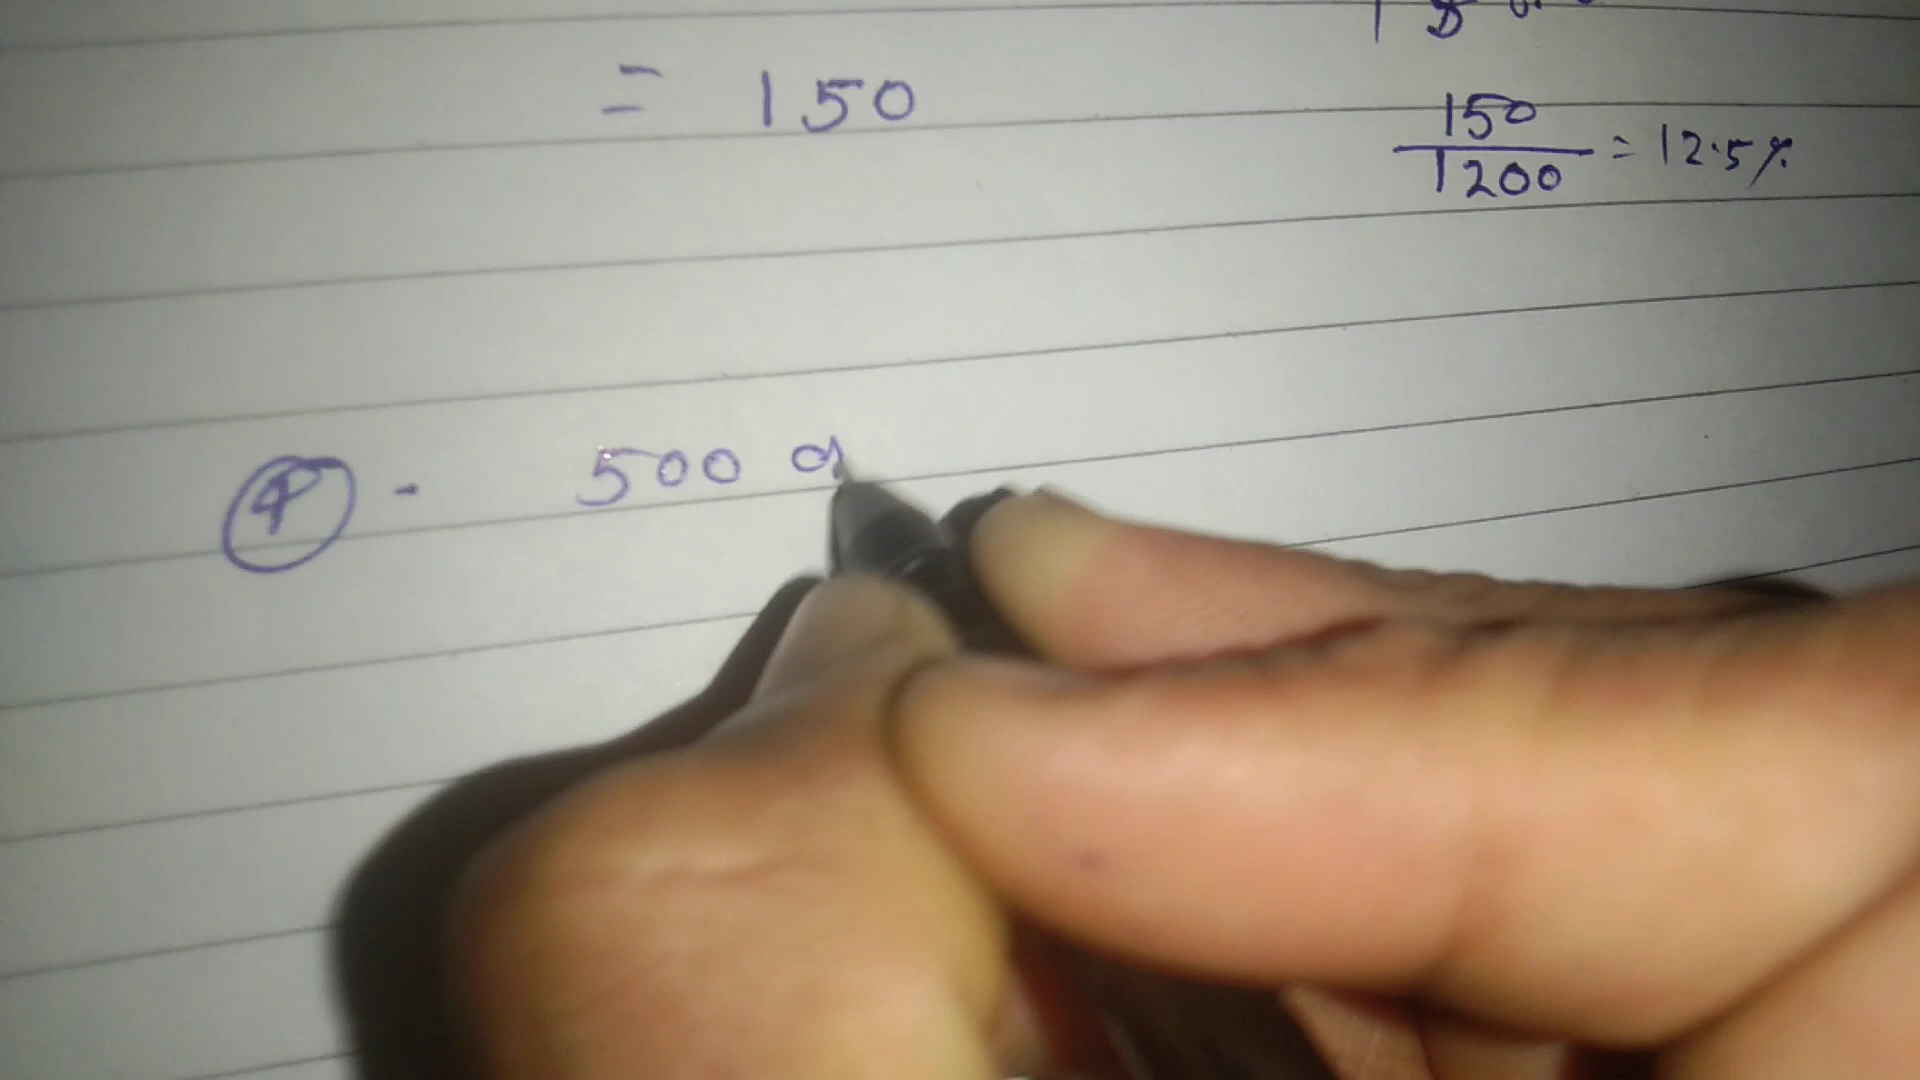 = 150
150
1200
= 12.5%
④ - 500